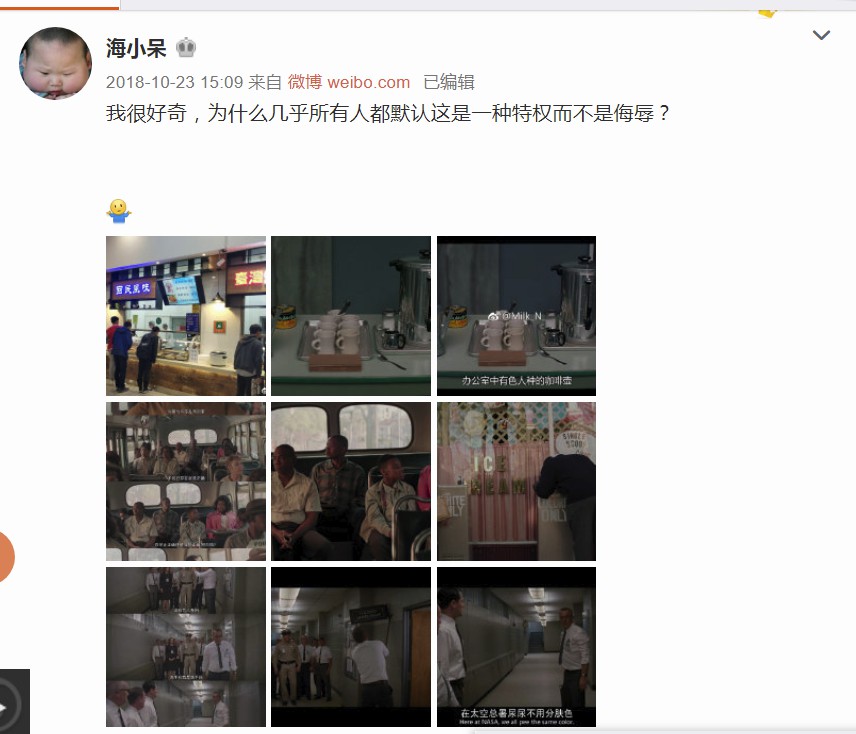 海小呆
2018-10-23 15:09 来自 微博 weibo.com 已编辑
我很好奇，为什么几乎所有人都默认这是一种特权而不是侮辱？
@Milk_N
办公室中有色人种的咖啡壶
ICE
CREAM
在太空总署尿尿不用分肤色
Here at NASA, we all pee the same color.